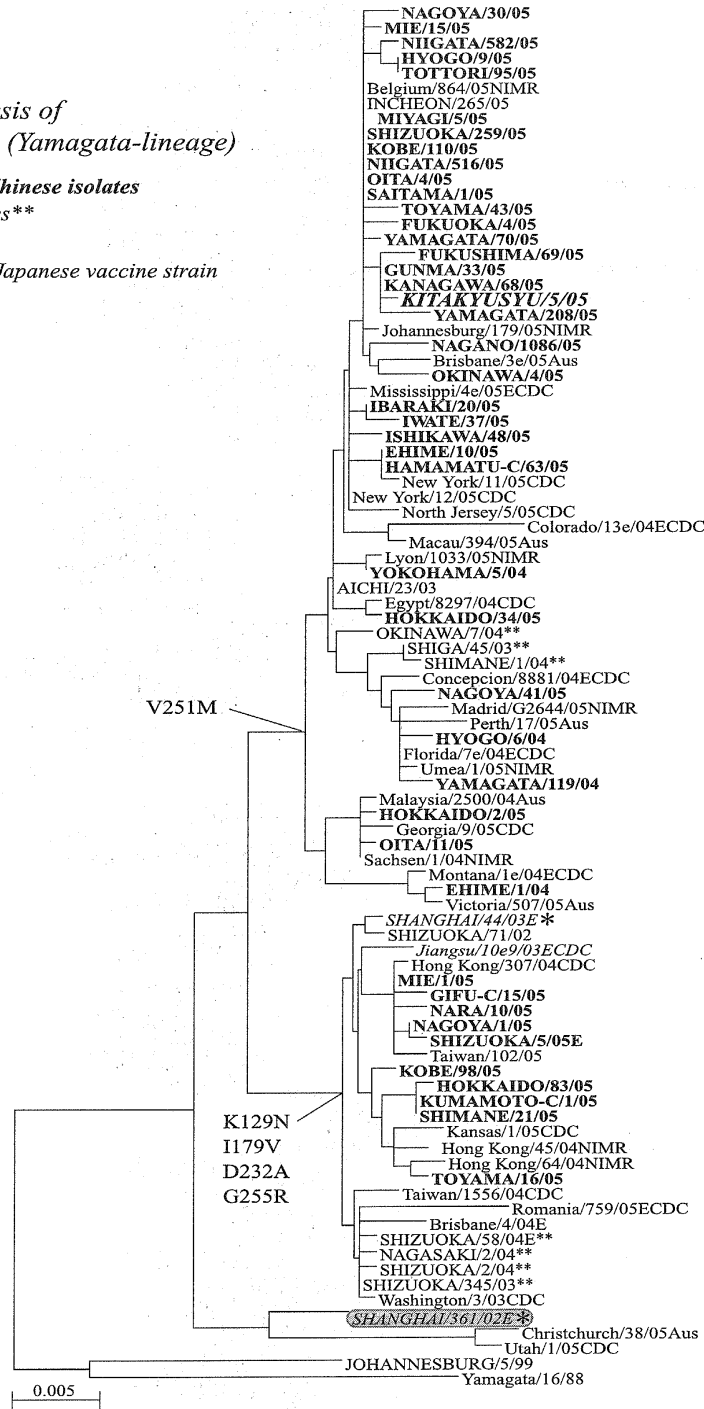 NAGOYA/30/05
MIE/15/05
NIIGATA/582/05
HYOGO/9/05
TOTTORI/95/05
Belgium/864/05NIMR
INCHEON/265/05
sis of
MIYAGI/5/05
SHIZUOKA/259/05
(Yamagata-lineage)
KOBE/110/05
NIIGATA/516/05
OITA/4/05
hinese isolates
SAITAMA/1/05
s**
TOYAMA/43/05
FUKUOKA/4/05
YAMAGATA/70/05
FUKUSHIMA/69/05
Japanese vaccine strain
GUNMA/33/05
KANAGAWA/68/05
KITAKYUSYU/5/05
YAMAGATA/208/05
Johannesburg/179/05NIMR
NAGANO/1086/05
Brisbane/3e/05Aus
OKINAWA/4/05
Mississippi/4e/05ECDC
IBARAKI/20/05
IWATE/37/05
ISHIKAWA/48/05
EHIME/10/05
HAMAMATU-C/63/05
New York/11/05CDC
New York/12/05CDC
North Jersey/5/05CDC
Colorado/13e/04ECDC
Macau/394/05Aus
Lyon/1033/05NIMR
YOKOHAMA/5/04
AICHI/23/03
Egypt/8297/04CDC
HOKKAIDO/34/05
OKINAWA/7/04**
SHIGA/45/03**
SHIMANE/1/04**
Concepcion/8881/04ECDC
NAGOYA/41/05
V251M
Madrid/G2644/05NIMR
Perth/17/05Aus
HYOGO/6/04
Florida/7e/04ECDC
Umea/1/05NIMR
YAMAGATA/119/04
Malaysia/2500/04Aus
HOKKAIDO/2/05
Georgia/9/05CDC
OITA/11/05
Sachsen/1/04NIMR
Montana/1e/04ECDC
EHIME/1/04
Victoria/507/05Aus
SHANGHAI/44/03E*
SHIZUOKA/71/02
Jiangsu/10e9/03ECDC
Hong Kong/307/04CDC
MIE/1/05
GIFU-C/15/05
NARA/10/05
NAGOYA/1/05
SHIZUOKA/5/05E
Taiwan/102/05
KOBE/98/05
HOKKAIDO/83/05
KUMAMOTO-C/1/05
SHIMANE/21/05
K129N
Kansas/1/05CDC
I179V
Hong Kong/45/04NIMR
Hong Kong/64/04NIMR
D232A
TOYAMA/16/05
G255R
Taiwan/1556/04CDC
Romania/759/05ECDC
Brisbane/4/04E
SHIZUOKA/58/04E**
NAGASAKI/2/04**
SHIZUOKA/2/04**
SHIZUOKA/345/03**
Washington/3/03CDC
SHANGHAI/361/02E*
Christchurch/38/05Aus
Utah/1/05CDC
JOHANNESBURG/5/99
Yamagata/16/88
0.005